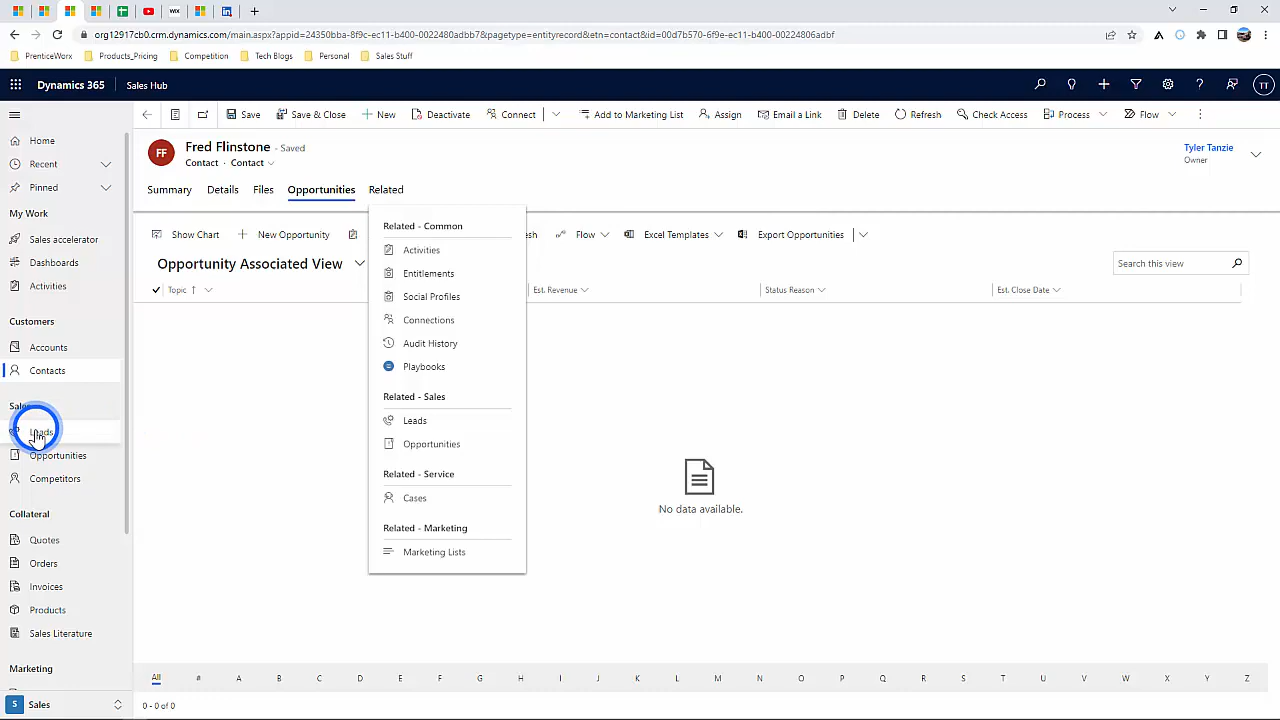 WIX
org12917cb0.crm.dynamics.com/main.aspx?appid=24350bba-8f9c-ec11-b400-0022480adbb7&pagetype=entityrecord&etn=contact&id=00d7b570-6f9e-ec11-b400-00224806adbf
PrenticeWorx Products_Pricing Competition Tech Blogs Personal Sales Stuff
Dynamics 365 Sales Hub TT
Save Save & Close New Deactivate Connect Add to Marketing List Assign Email a Link Delete Refresh Check Access Process Flow
FF Fred Flinstone - Saved
Contact · Contact
Tyler Tanzie
Owner
Summary Details Files Opportunities Related
Home
Recent
Pinned
My Work
Sales accelerator
Dashboards
Activities
Customers
Accounts
Contacts
Sales
Leads
Opportunities
Competitors
Collateral
Quotes
Orders
Invoices
Products
Sales Literature
Marketing
S Sales
Show Chart New Opportunity esh Flow Excel Templates Export Opportunities
Opportunity Associated View Search this view
Topic ↑ Est. Revenue Status Reason Est. Close Date
Related - Common
Activities
Entitlements
Social Profiles
Connections
Audit History
Playbooks
Related - Sales
Leads
Opportunities
Related - Service
Cases
Related - Marketing
Marketing Lists
No data available.
All # A B C D E F G H I J K L M N O P Q R S T U V W X Y Z
0 - 0 of 0